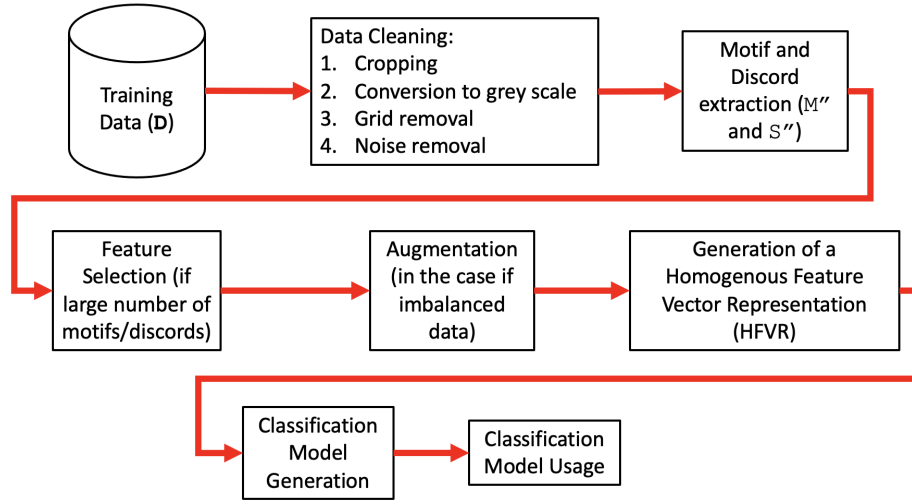 Training
Data (D)
Data Cleaning:
1. Cropping
2. Conversion to grey scale
3. Grid removal
4. Noise removal
Motif and
Discord
extraction (M″
and S″)
Feature
Selection (if
large number of
motifs/discords)
Augmentation
(in the case if
imbalanced
data)
Generation of a
Homogenous Feature
Vector Representation
(HFVR)
Classification
Model
Generation
Classification
Model Usage